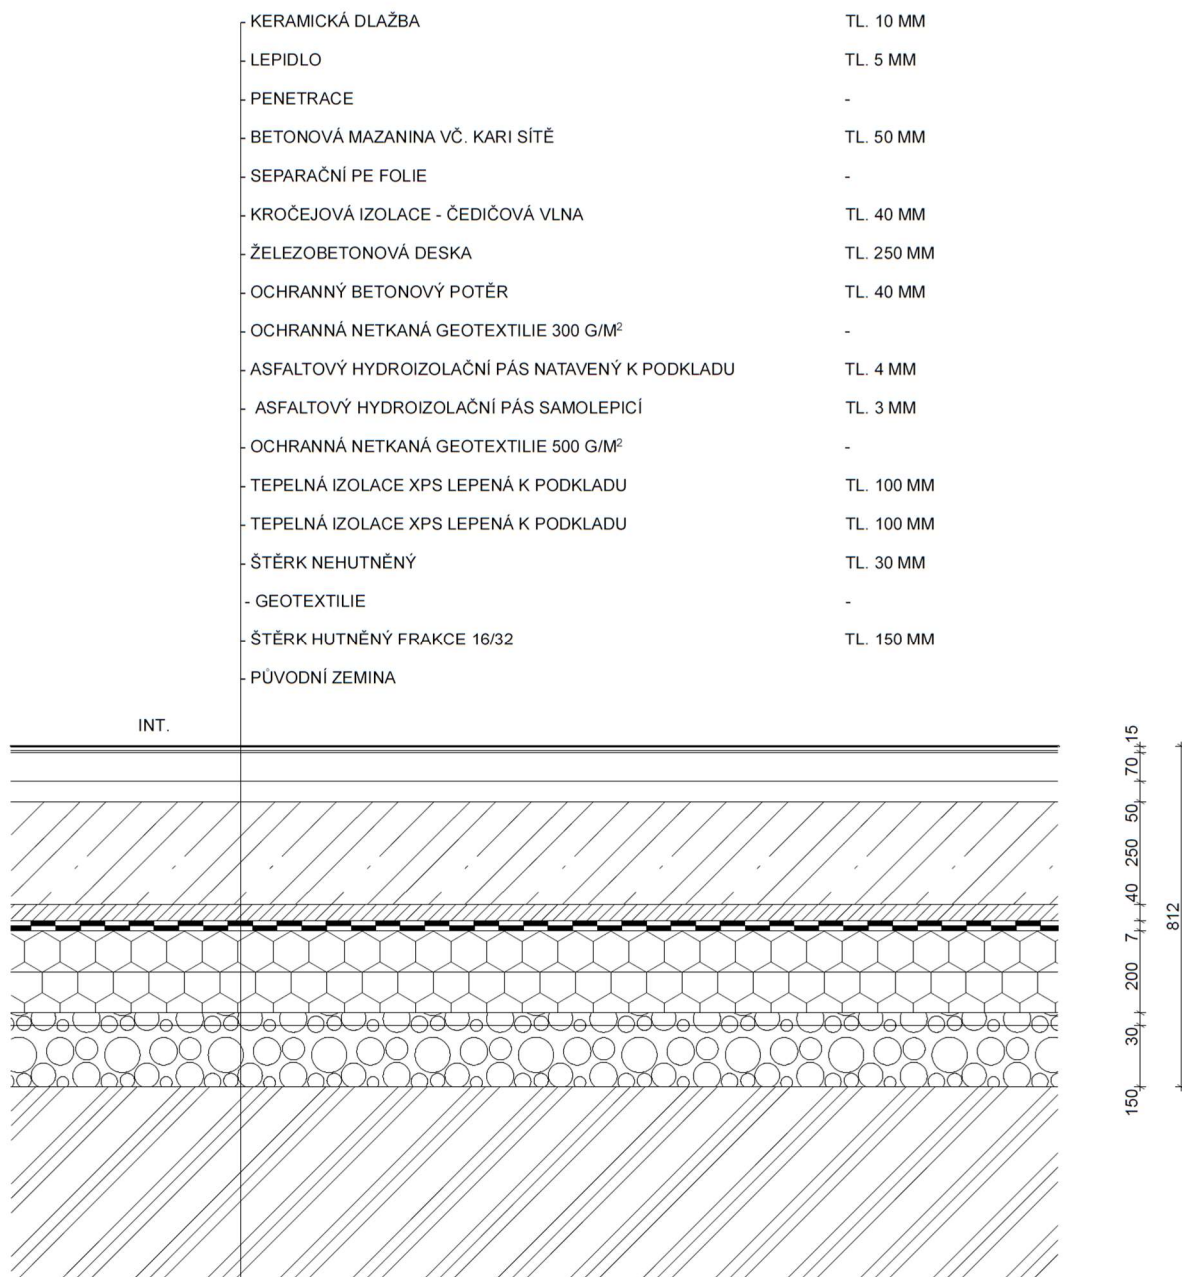 KERAMICKÁ DLAŽBA TL. 10 MM
LEPIDLO TL. 5 MM
PENETRACE -
BETONOVÁ MAZANINA VČ. KARI SÍTĚ TL. 50 MM
SEPARAČNÍ PE FOLIE -
KROČEJOVÁ IZOLACE - ČEDIČOVÁ VLNA TL. 40 MM
ŽELEZOBETONOVÁ DESKA TL. 250 MM
OCHRANNÝ BETONOVÝ POTĚR TL. 40 MM
OCHRANNÁ NETKANÁ GEOTEXTILIE 300 G/M² -
ASFALTOVÝ HYDROIZOLAČNÍ PÁS NATAVENÝ K PODKLADU TL. 4 MM
ASFALTOVÝ HYDROIZOLAČNÍ PÁS SAMOLEPICÍ TL. 3 MM
OCHRANNÁ NETKANÁ GEOTEXTILIE 500 G/M² -
TEPELNÁ IZOLACE XPS LEPENÁ K PODKLADU TL. 100 MM
TEPELNÁ IZOLACE XPS LEPENÁ K PODKLADU TL. 100 MM
ŠTĚRK NEHUTNĚNÝ TL. 30 MM
GEOTEXTILIE -
ŠTĚRK HUTNĚNÝ FRAKCE 16/32 TL. 150 MM
PŮVODNÍ ZEMINA
INT.
15
70
50
250
40
7
200
30
150
812